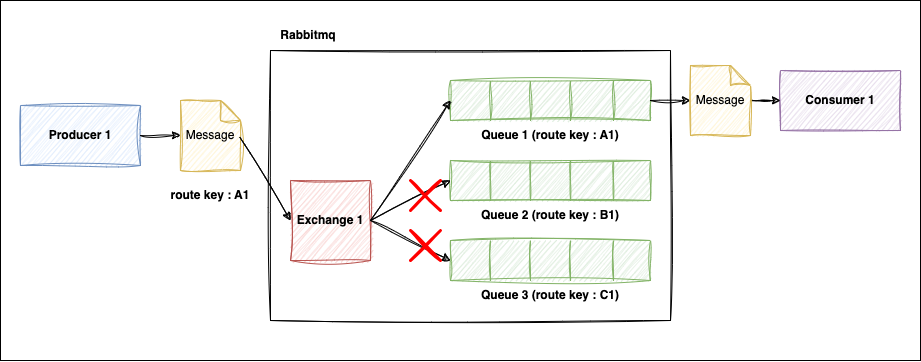 Rabbitmq
Producer 1
Message
route key : A1
Exchange 1
Queue 1 (route key : A1)
Queue 2 (route key : B1)
Queue 3 (route key : C1)
Message
Consumer 1